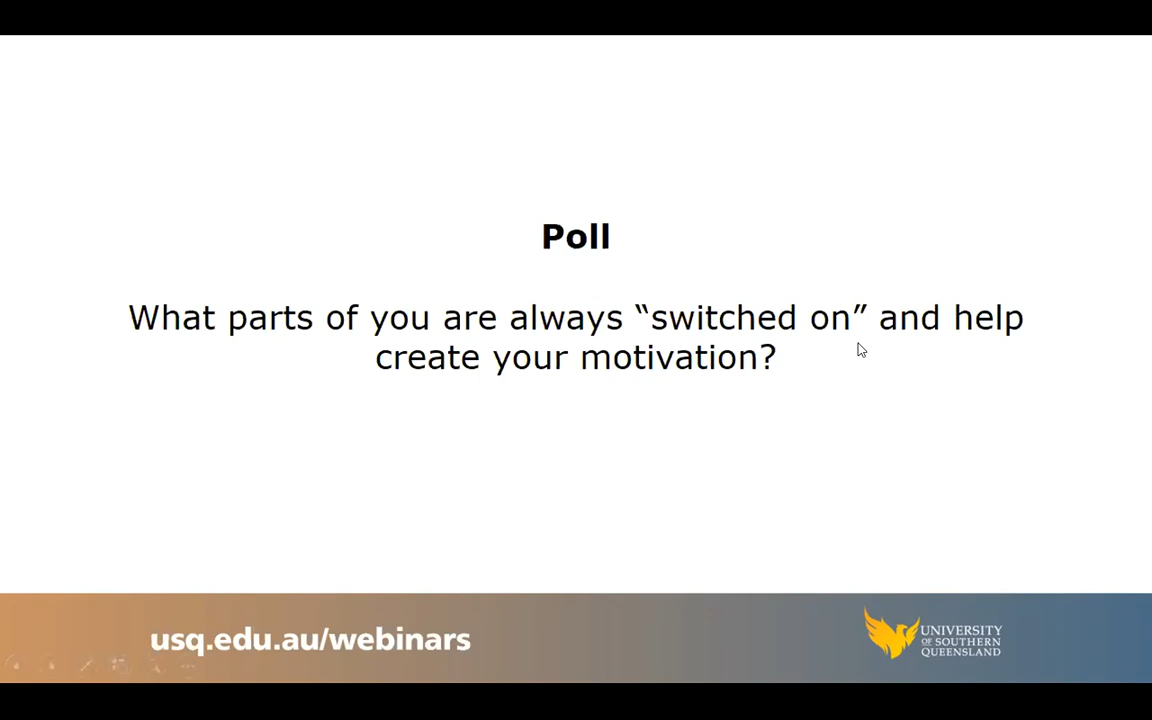 Poll
What parts of you are always “switched on” and help
create your motivation?
usq.edu.au/webinars
UNIVERSITY
OF SOUTHERN
QUEENSLAND